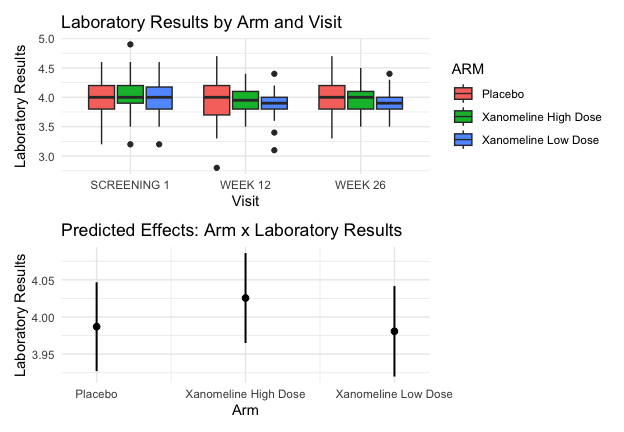 Laboratory Results by Arm and Visit
Laboratory Results
5.0
4.5
4.0
3.5
3.0
SCREENING 1 WEEK 12 WEEK 26
Visit
ARM
Placebo
Xanomeline High Dose
Xanomeline Low Dose
Predicted Effects: Arm x Laboratory Results
Laboratory Results
4.05
4.00
3.95
Placebo Xanomeline High Dose Xanomeline Low Dose
Arm